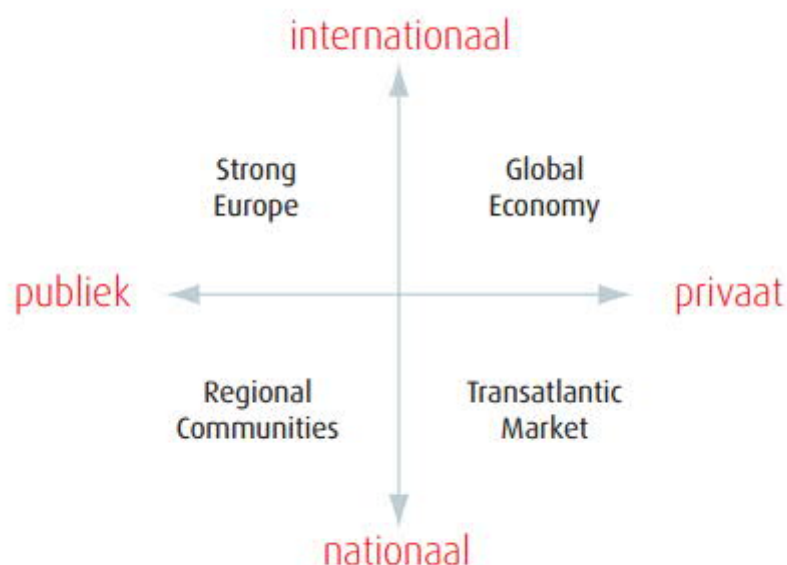 internationaal
Strong
Europe
Global
Economy
publiek
privaat
Regional
Communities
Transatlantic
Market
nationaal